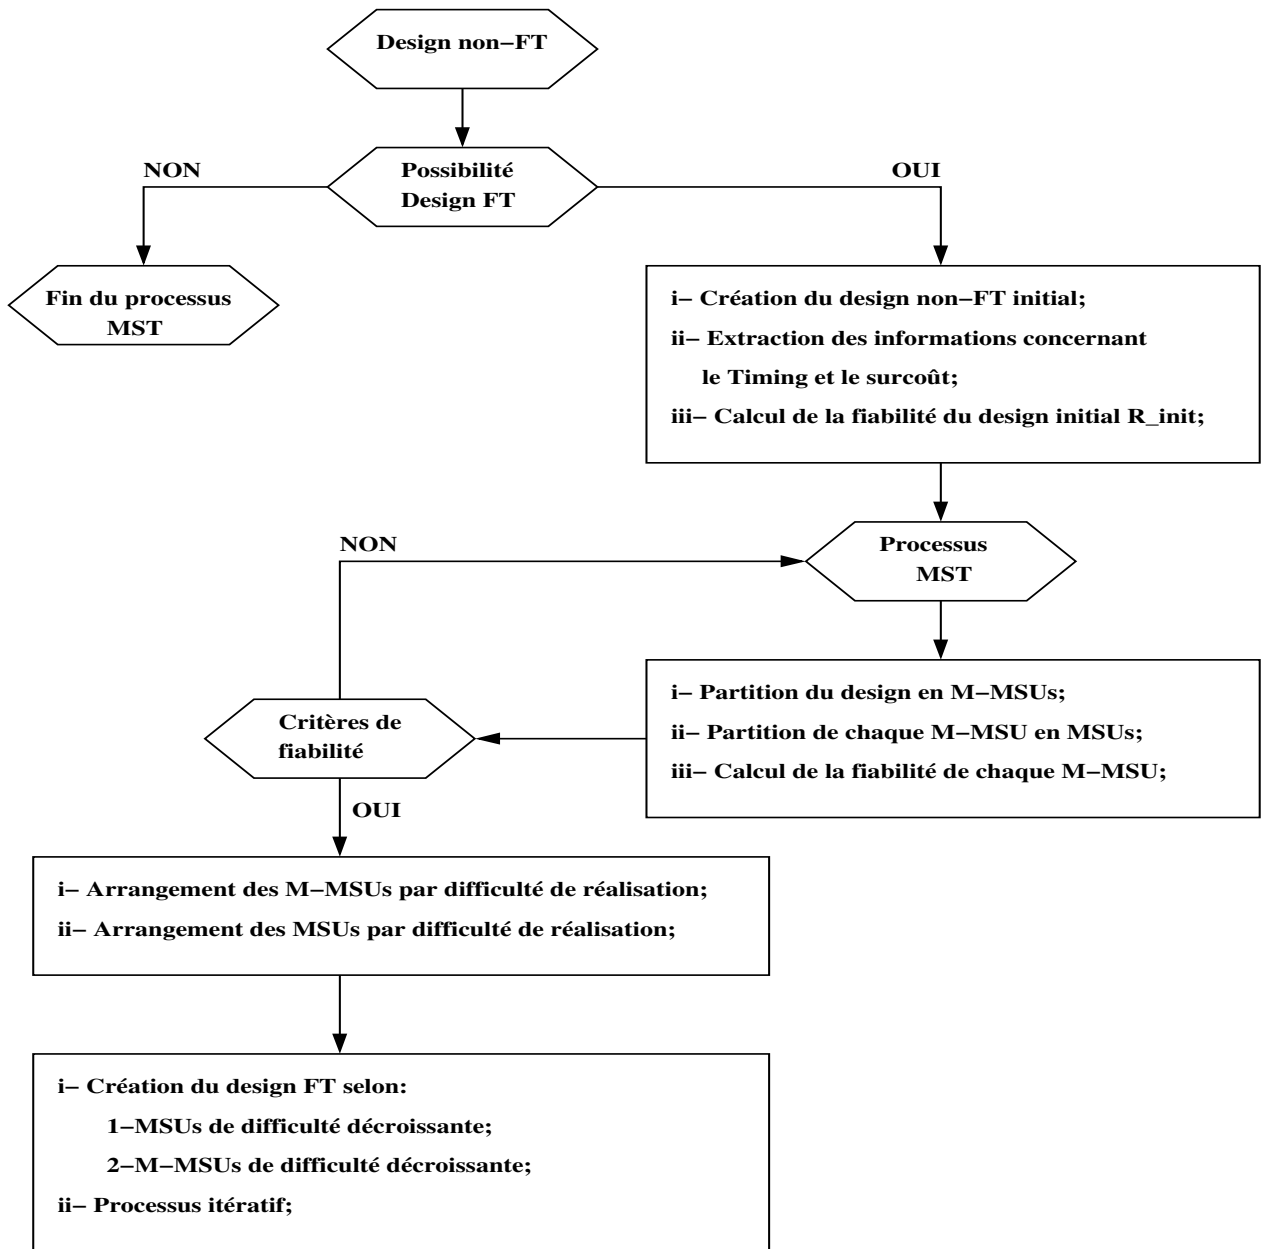 Design non–FT
Possibilité
Design FT
NON
OUI
Fin du processus
MST
i– Création du design non–FT initial;
ii– Extraction des informations concernant
le Timing et le surcoût;
iii– Calcul de la fiabilité du design initial R_init;
NON
Processus
MST
i– Partition du design en M–MSUs;
ii– Partition de chaque M–MSU en MSUs;
iii– Calcul de la fiabilité de chaque M–MSU;
Critères de
fiabilité
OUI
i– Arrangement des M–MSUs par difficulté de réalisation;
ii– Arrangement des MSUs par difficulté de réalisation;
i– Création du design FT selon:
1–MSUs de difficulté décroissante;
2–M–MSUs de difficulté décroissante;
ii– Processus itératif;